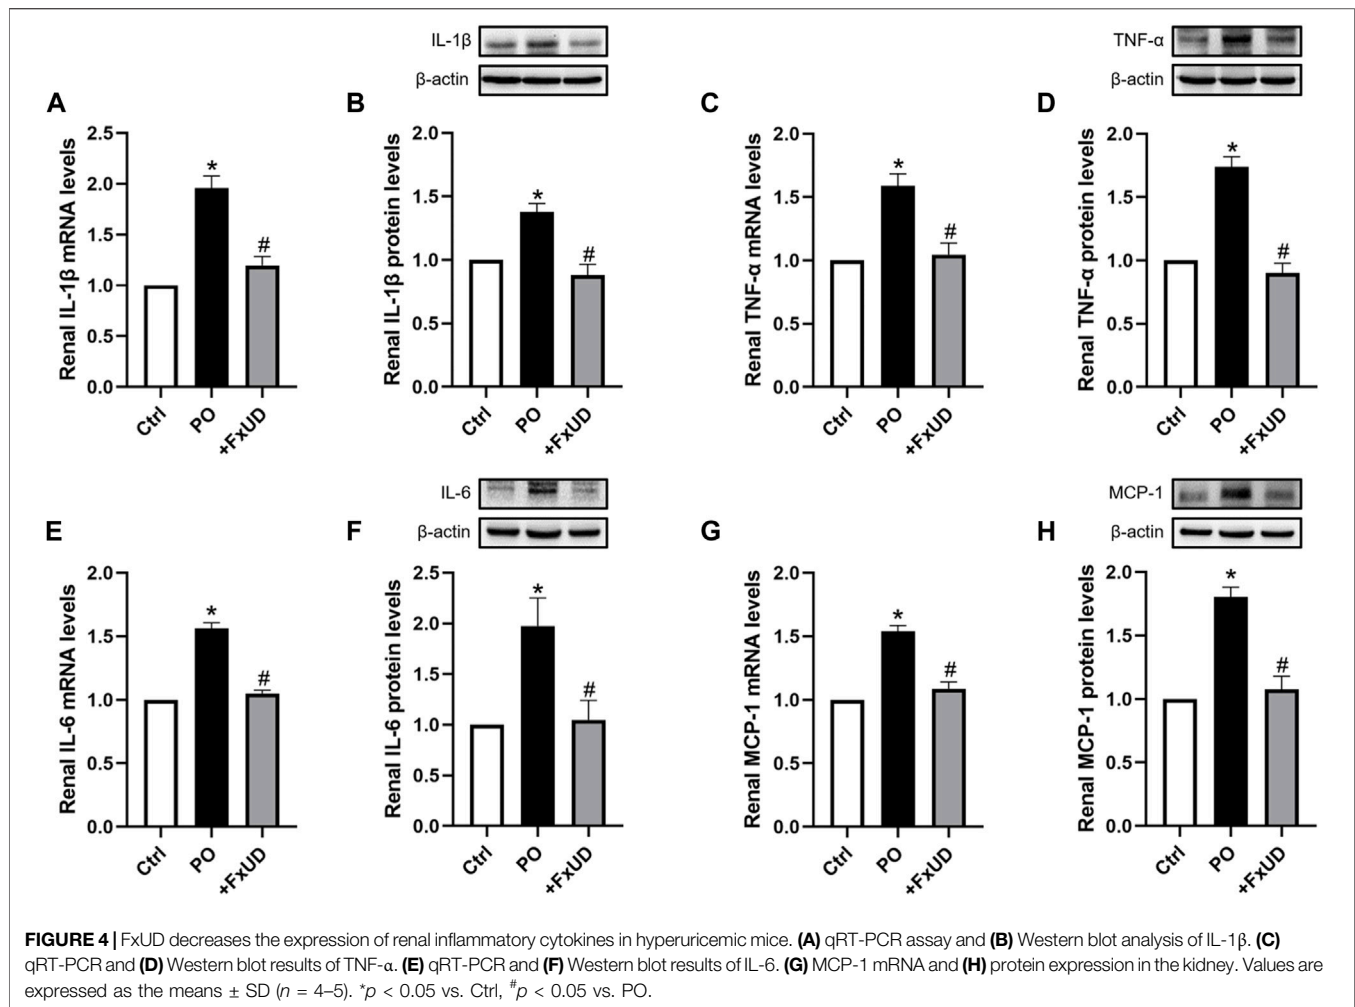 IL-1β
β-actin
TNF-α
β-actin
A
B
C
D
Renal IL-1β mRNA levels
2.5
2.0
1.5
1.0
0.5
0.0
*
#
Ctrl
PO
+FxUD
Renal IL-1β protein levels
2.0
1.5
1.0
0.5
0.0
*
#
Ctrl
PO
+FxUD
Renal TNF-α mRNA levels
2.0
1.5
1.0
0.5
0.0
*
#
Ctrl
PO
+FxUD
Renal TNF-α protein levels
2.0
1.5
1.0
0.5
0.0
*
#
Ctrl
PO
+FxUD
IL-6
β-actin
MCP-1
β-actin
E
F
G
H
Renal IL-6 mRNA levels
2.0
1.5
1.0
0.5
0.0
*
#
Ctrl
PO
+FxUD
Renal IL-6 protein levels
2.5
2.0
1.5
1.0
0.5
0.0
*
#
Ctrl
PO
+FxUD
Renal MCP-1 mRNA levels
2.0
1.5
1.0
0.5
0.0
*
#
Ctrl
PO
+FxUD
Renal MCP-1 protein levels
2.0
1.5
1.0
0.5
0.0
*
#
Ctrl
PO
+FxUD
FIGURE 4 | FxUD decreases the expression of renal inflammatory cytokines in hyperuricemic mice. (A) qRT-PCR assay and (B) Western blot analysis of IL-1β. (C)
qRT-PCR and (D) Western blot results of TNF-α. (E) qRT-PCR and (F) Western blot results of IL-6. (G) MCP-1 mRNA and (H) protein expression in the kidney. Values are
expressed as the means ± SD (n = 4–5). *p < 0.05 vs. Ctrl, #p < 0.05 vs. PO.